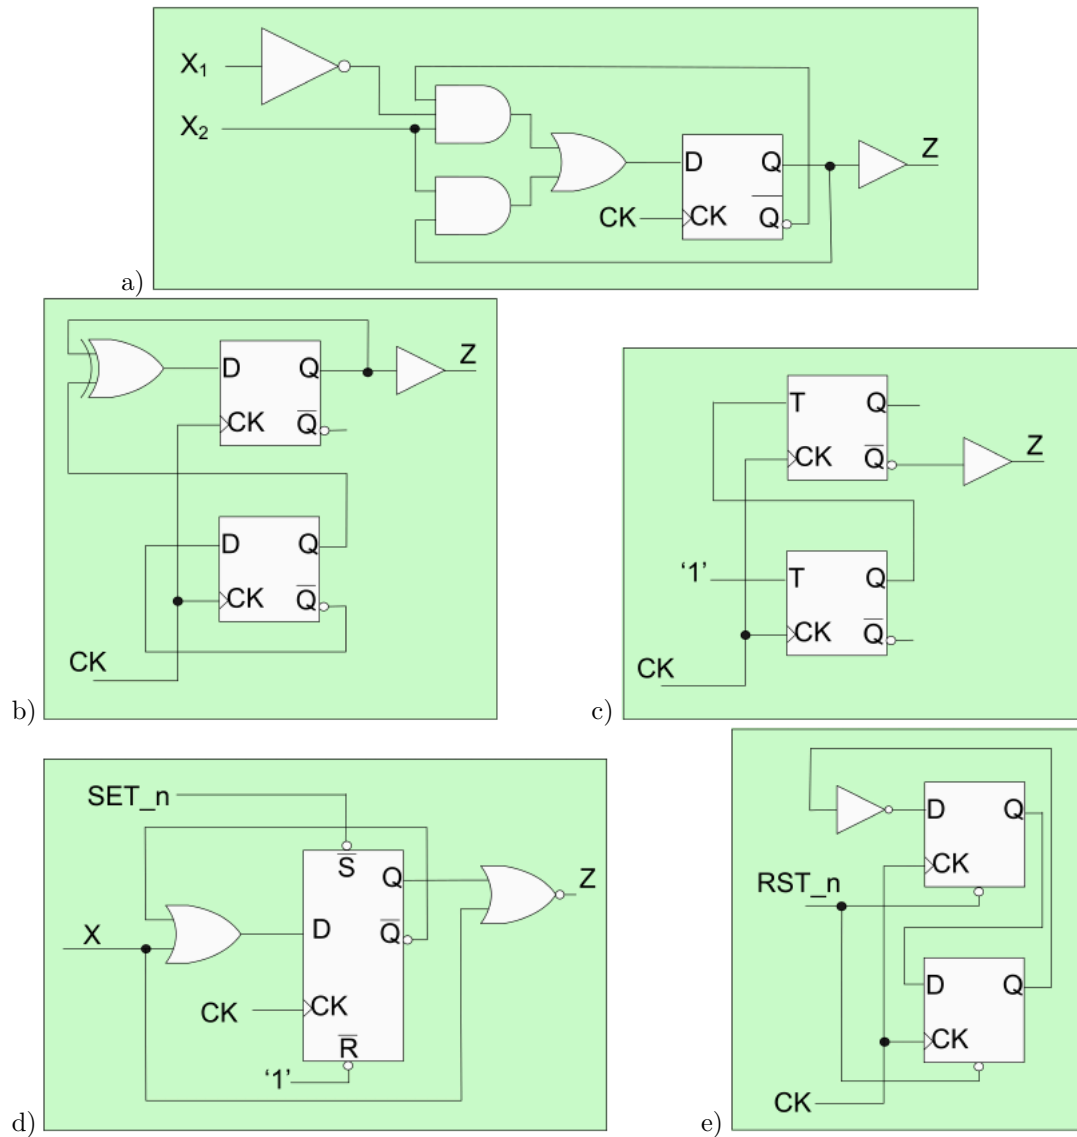 X₁
X₂
D Q
CK CK Q̅
Z
a)
D Q Z
CK Q̅
D Q
CK Q̅
CK
b)
T Q
CK Q̅ Z
'1' T Q
CK Q̅
CK
c)
SET_n
S̅
Q Z
X D Q̅
CK CK
R̅
'1'
d)
D Q
CK
RST_n
D Q
CK
CK
e)